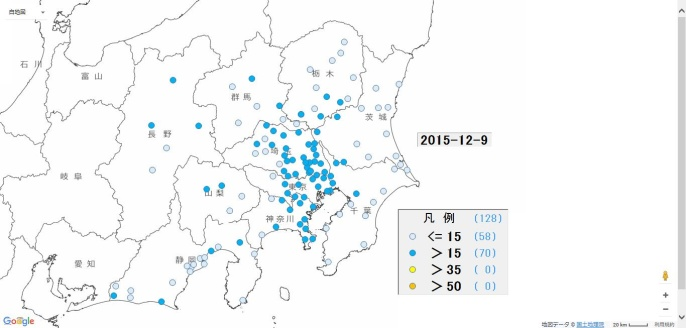 白地図
石川
富山
栃木
群馬
茨城
長野
埼玉
岐阜
山梨
東京
千葉
神奈川
静岡
愛知
2015-12-9
凡 例 (128)
<= 15 (58)
> 15 (70)
> 35 ( 0)
> 50 ( 0)
Google
地図データ © 国土地理院 20 km 利用規約